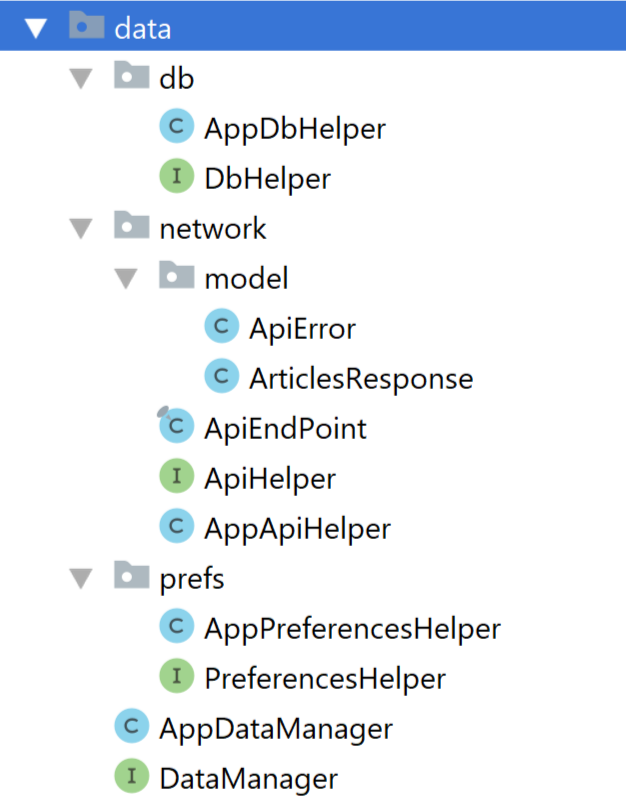 data
db
C AppDbHelper
I DbHelper
network
model
C ApiError
C ArticlesResponse
C ApiEndPoint
I ApiHelper
C AppApiHelper
prefs
C AppPreferencesHelper
I PreferencesHelper
C AppDataManager
I DataManager